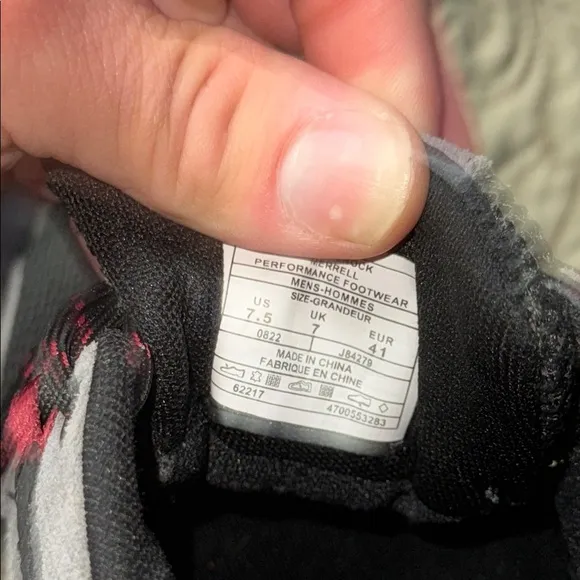 MERRELL
PERFORMANCE FOOTWEAR
MENS-HOMMES
SIZE-GRANDEUR
US UK EUR
7.5 7 41
0822 J84279
MADE IN CHINA
FABRIQUE EN CHINE
62217 4700553283